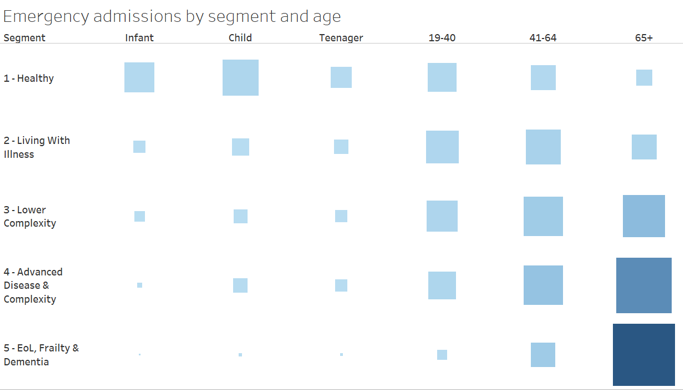 Emergency admissions by segment and age
Segment Infant Child Teenager 19-40 41-64 65+
1 - Healthy
2 - Living With
Illness
3 - Lower
Complexity
4 - Advanced
Disease &
Complexity
5 - EoL, Frailty &
Dementia